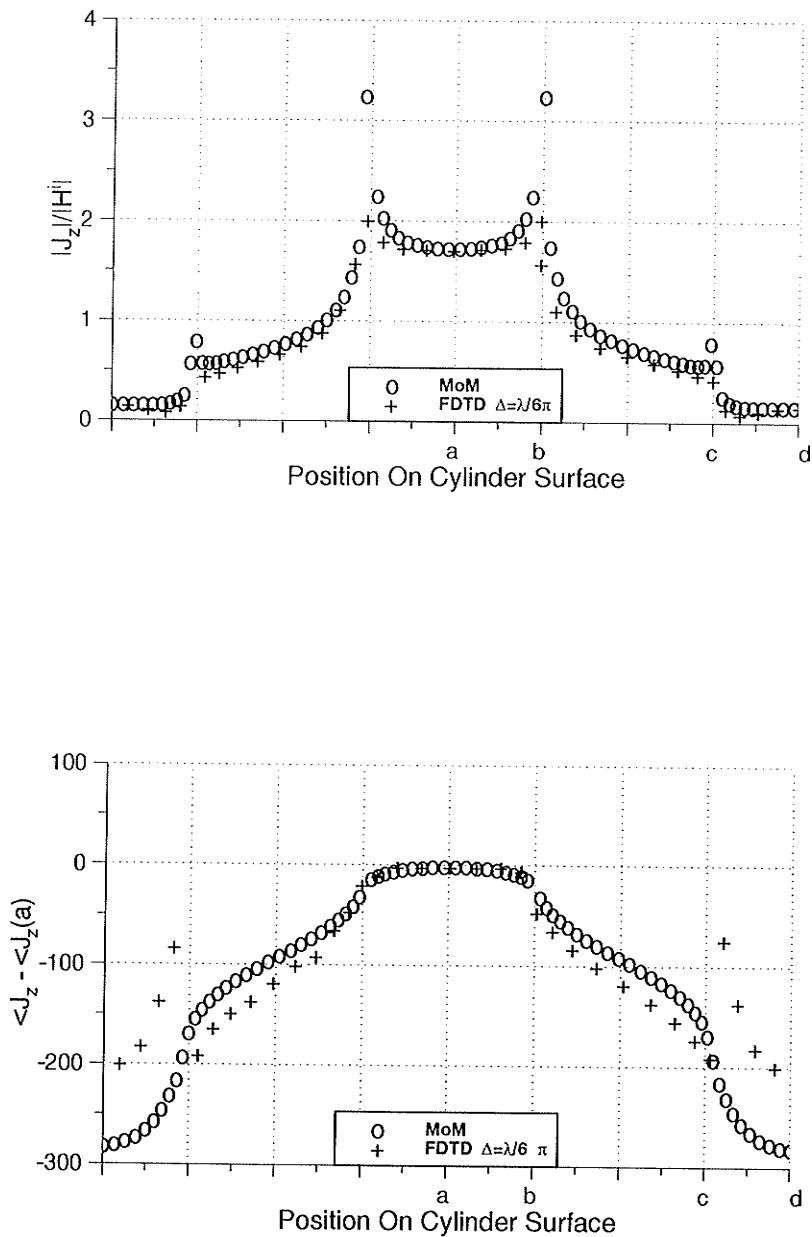 4
3
2
1
0
|J_z|/|H^i|
O MoM
+ FDTD Δ=λ/6π
a b c d
Position On Cylinder Surface
100
0
-100
-200
-300
<J_z - <J_z(a)
O MoM
+ FDTD Δ=λ/6 π
a b c d
Position On Cylinder Surface